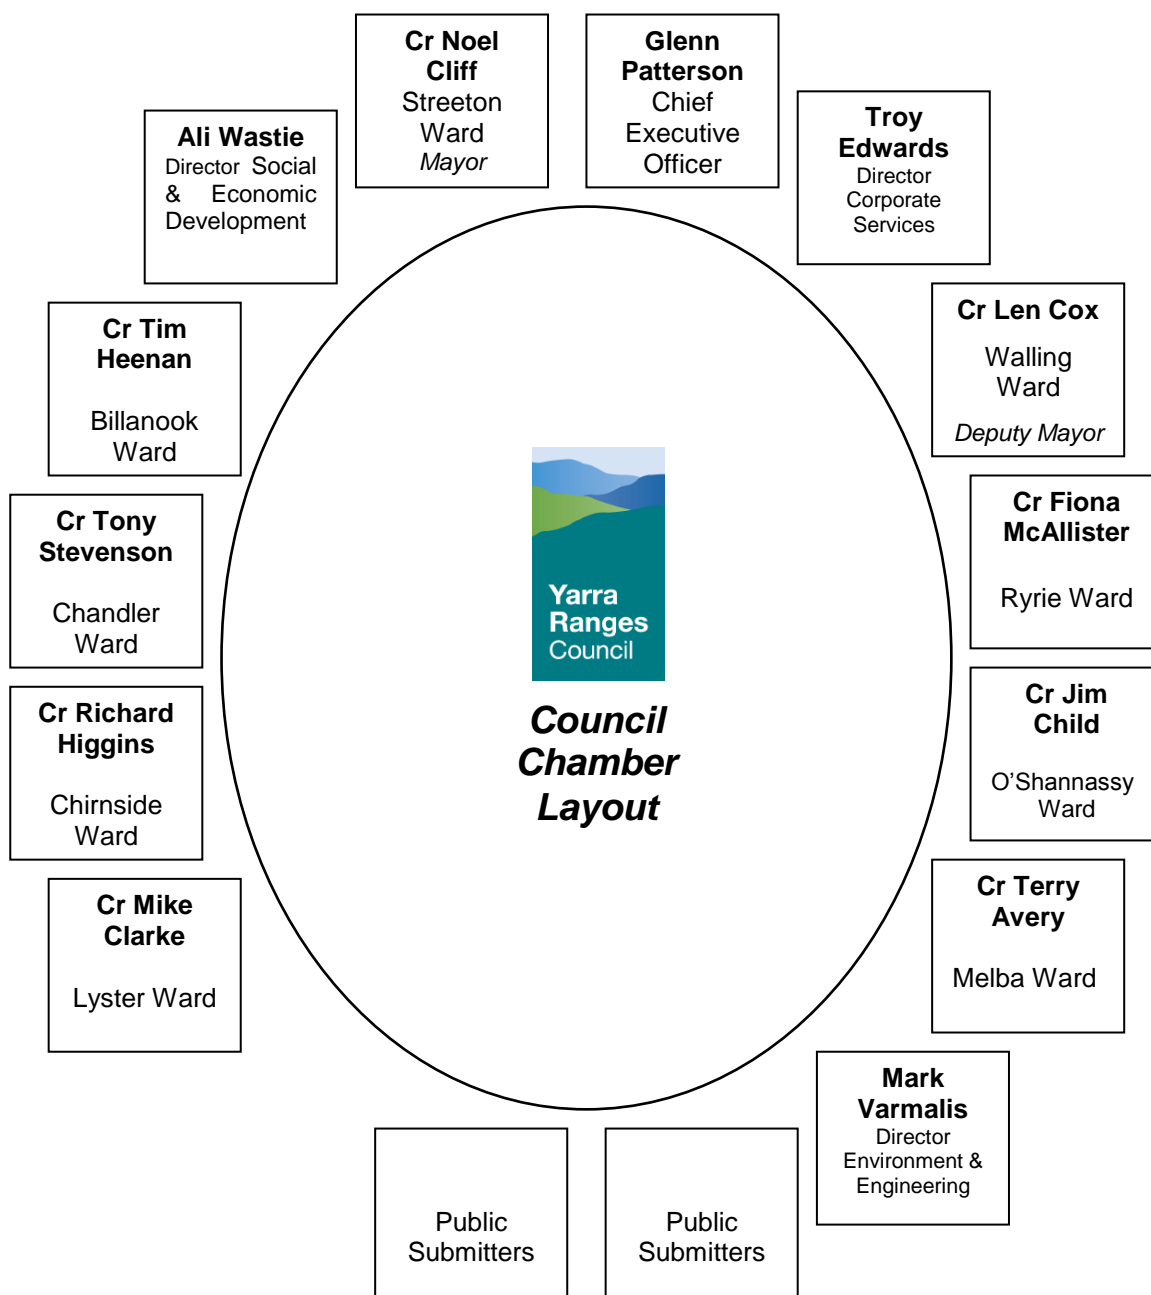 Cr Noel
Cliff
Streeton
Ward
Mayor
Glenn
Patterson
Chief
Executive
Officer
Ali Wastie
Director Social
& Economic
Development
Troy
Edwards
Director
Corporate
Services
Cr Tim
Heenan
Billanook
Ward
Cr Len Cox
Walling
Ward
Deputy Mayor
Cr Tony
Stevenson
Chandler
Ward
Cr Fiona
McAllister
Ryrie Ward
Yarra
Ranges
Council
Council
Chamber
Layout
Cr Richard
Higgins
Chirnside
Ward
Cr Jim
Child
O'Shannassy
Ward
Cr Mike
Clarke
Lyster Ward
Cr Terry
Avery
Melba Ward
Mark
Varmalis
Director
Environment &
Engineering
Public
Submitters
Public
Submitters